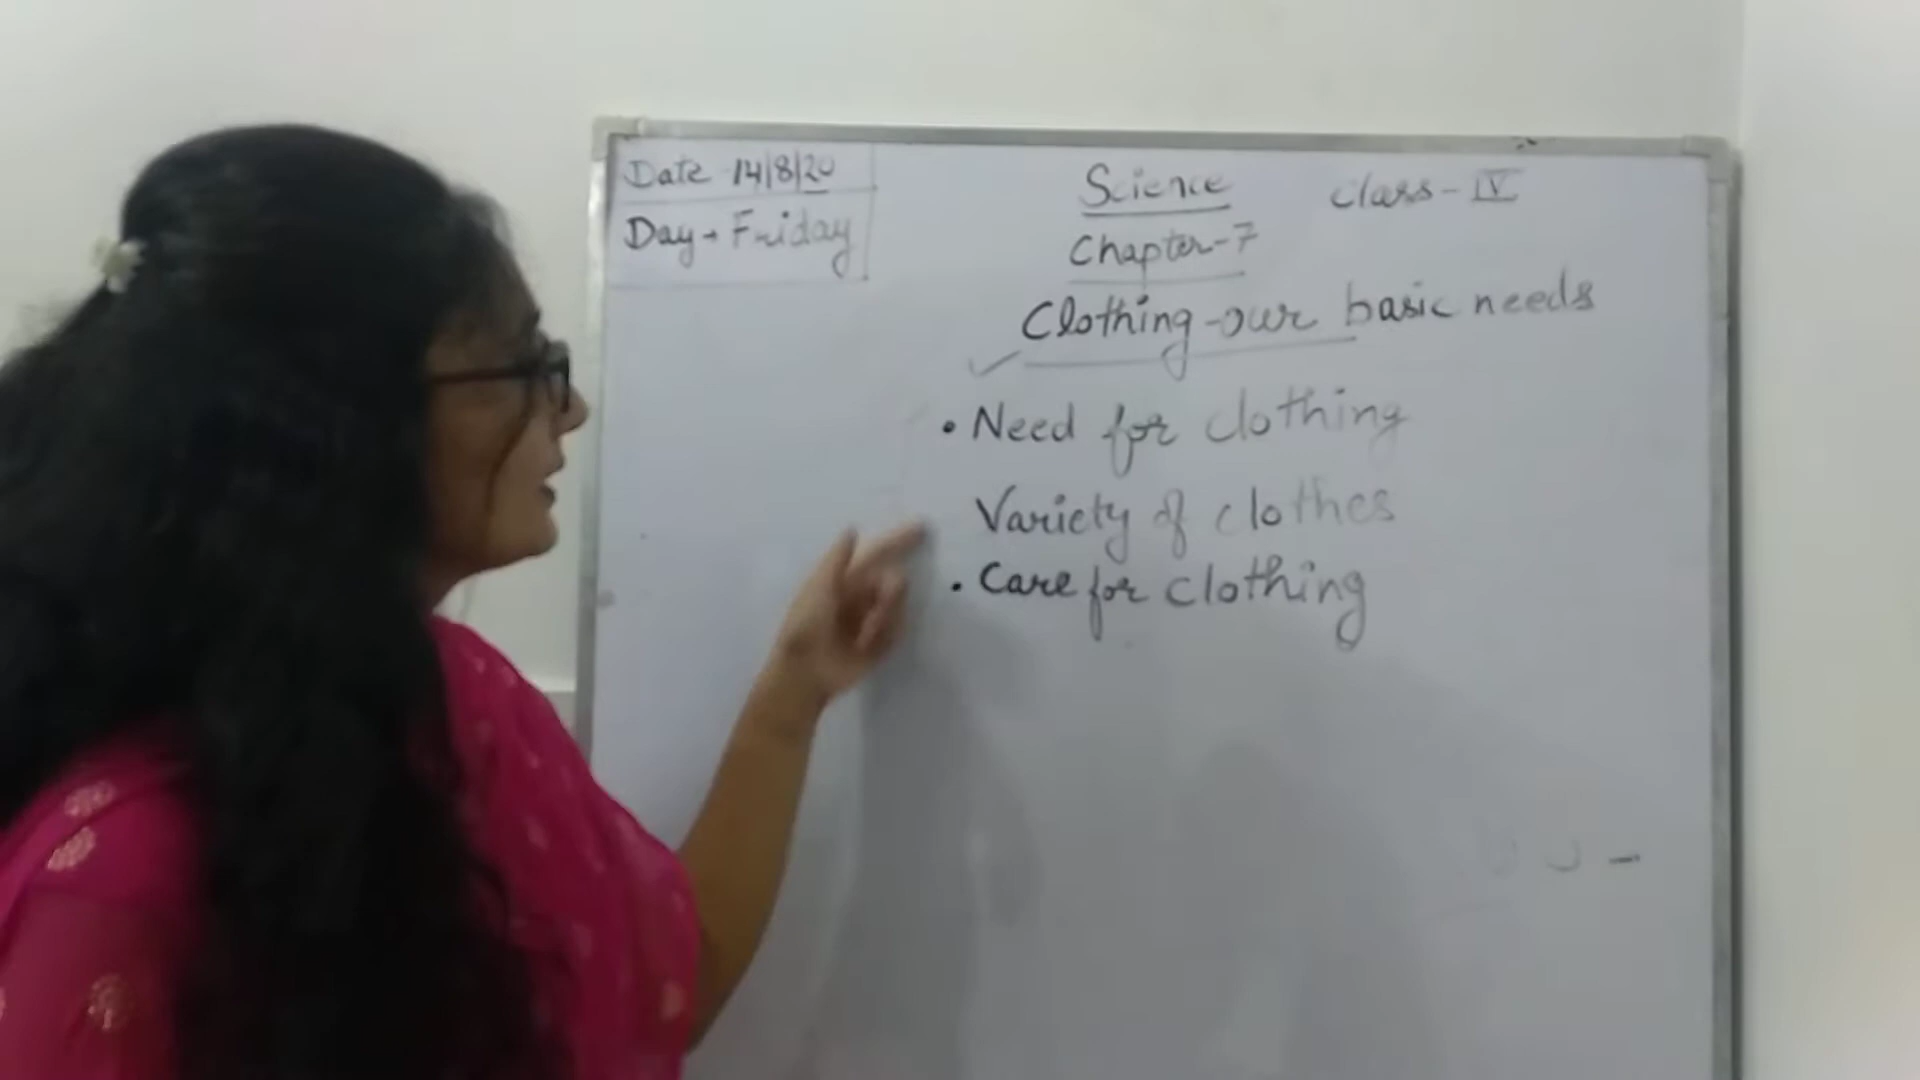 Date 14/8/20
Day → Friday
Science Class - IV
Chapter - 7
Clothing - our basic needs
• Need for clothing
Variety of clothes
• Care for clothing